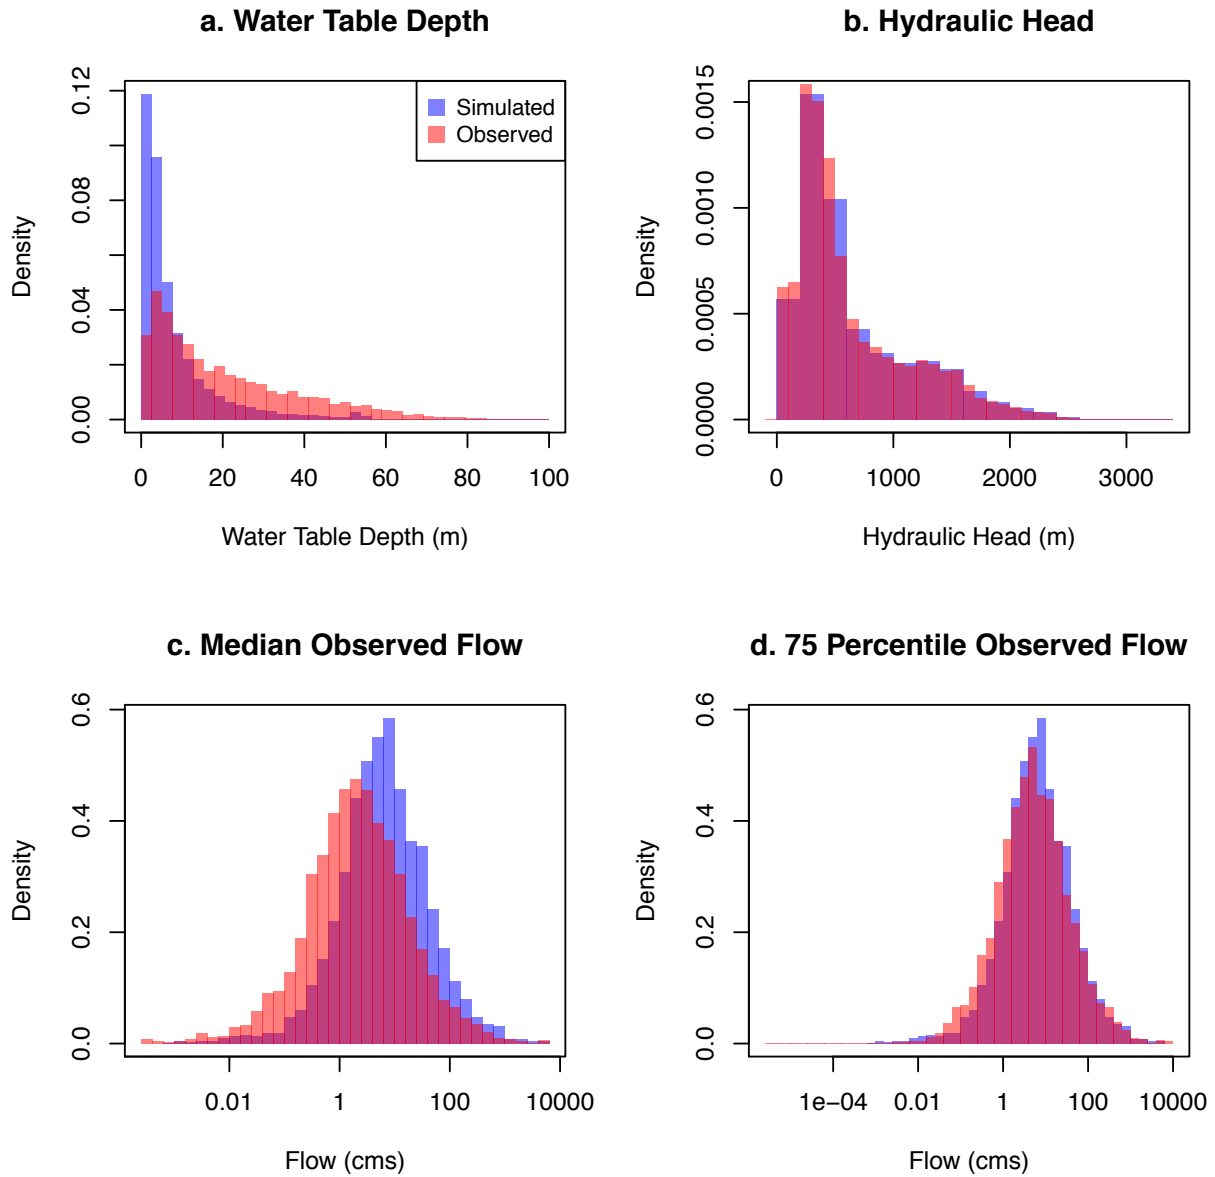 a. Water Table Depth
Density
0.00 0.04 0.08 0.12
Simulated
Observed
0 20 40 60 80 100
Water Table Depth (m)
b. Hydraulic Head
Density
0.0000 0.0005 0.0010 0.0015
0 1000 2000 3000
Hydraulic Head (m)
c. Median Observed Flow
Density
0.0 0.2 0.4 0.6
0.01 1 100 10000
Flow (cms)
d. 75 Percentile Observed Flow
Density
0.0 0.2 0.4 0.6
1e−04 0.01 1 100 10000
Flow (cms)